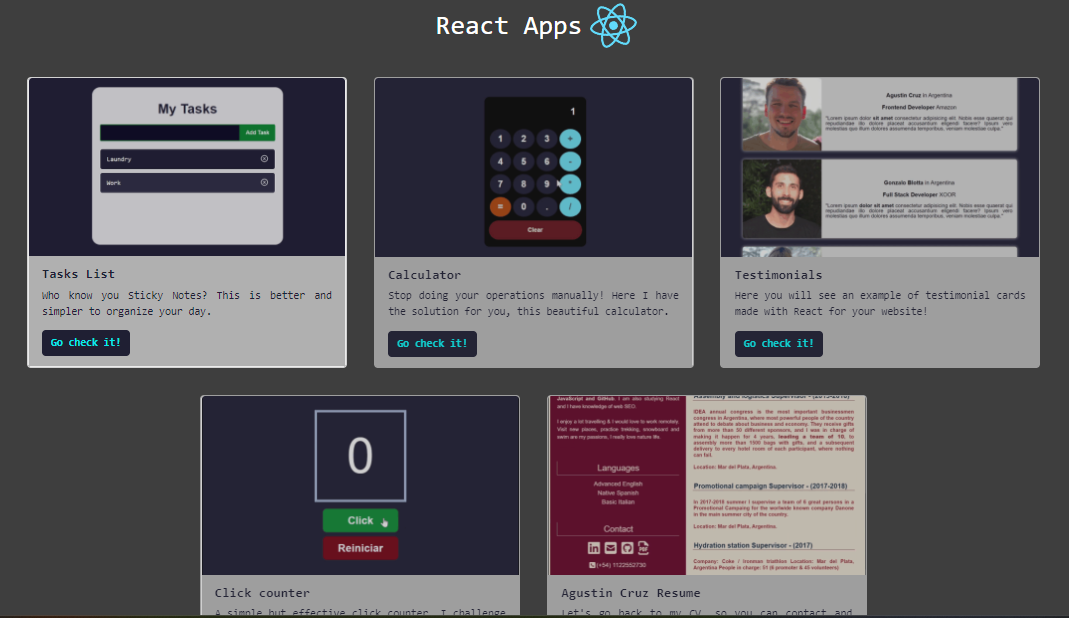 React Apps
My Tasks
Add Task
Laundry
Work
Tasks List
Who know you Sticky Notes? This is better and
simpler to organize your day.
Go check it!
1
1 2 3 +
4 5 6 -
7 8 9 *
= 0 . /
Clear
Calculator
Stop doing your operations manually! Here I have
the solution for you, this beautiful calculator.
Go check it!
Agustin Cruz in Argentina
Frontend Developer Amazon
"Lorem ipsum dolor sit amet consectetur adipisicing elit. Nobis esse quaerat qui
repudiandae illo dolore placeat accusantium eligendi facere? Ipsum vero
molestias quo illum dolores assumenda temporibus, veniam molestiae culpa."
Gonzalo Blotta in Argentina
Full Stack Developer XOOR
"Lorem ipsum dolor sit amet consectetur adipisicing elit. Nobis esse quaerat qui
repudiandae illo dolore placeat accusantium eligendi facere? Ipsum vero
molestias quo illum dolores assumenda temporibus, veniam molestiae culpa."
Testimonials
Here you will see an example of testimonial cards
made with React for your website!
Go check it!
0
Click
Reiniciar
Click counter
A simple but effective click counter. I challenge
JavaScript and GitHub. I am also studying React
and I have knowledge of web SEO.
I enjoy a lot travelling & I would love to work remotely.
Visit new places, practice trekking, snowboard and
swim are my passions, I really love nature life.
Languages
Advanced English
Native Spanish
Basic Italian
Contact
(+54) 1122552730
Assembly and logistics Supervisor - (2015-2018)
IDEA annual congress is the most important businessmen
congress in Argentina, where most powerful people of the country
attend to debate about business and economy. They receive gifts
from more than 50 different sponsors, and I was in charge of
making it happen for 4 years, leading a team of 10, to
assembly more than 1000 bags with gifts, and a subsequent
delivery to every hotel room of each participant, where nothing
can fail.
Location: Mar del Plata, Argentina.
Promotional campaign Supervisor - (2017-2018)
In 2017-2018 summer I supervise a team of 6 great persons in a
Promotional Campaing for the worlwide known company Danone
in the main summer city of the country.
Location: Mar del Plata, Argentina.
Hydration station Supervisor - (2017)
Company: Coke / Ironman triathlon Location: Mar del Plata,
Argentina People in charge: 51 (6 promoter & 45 volunteers)
Agustin Cruz Resume
Let's go back to my CV, so you can contact and